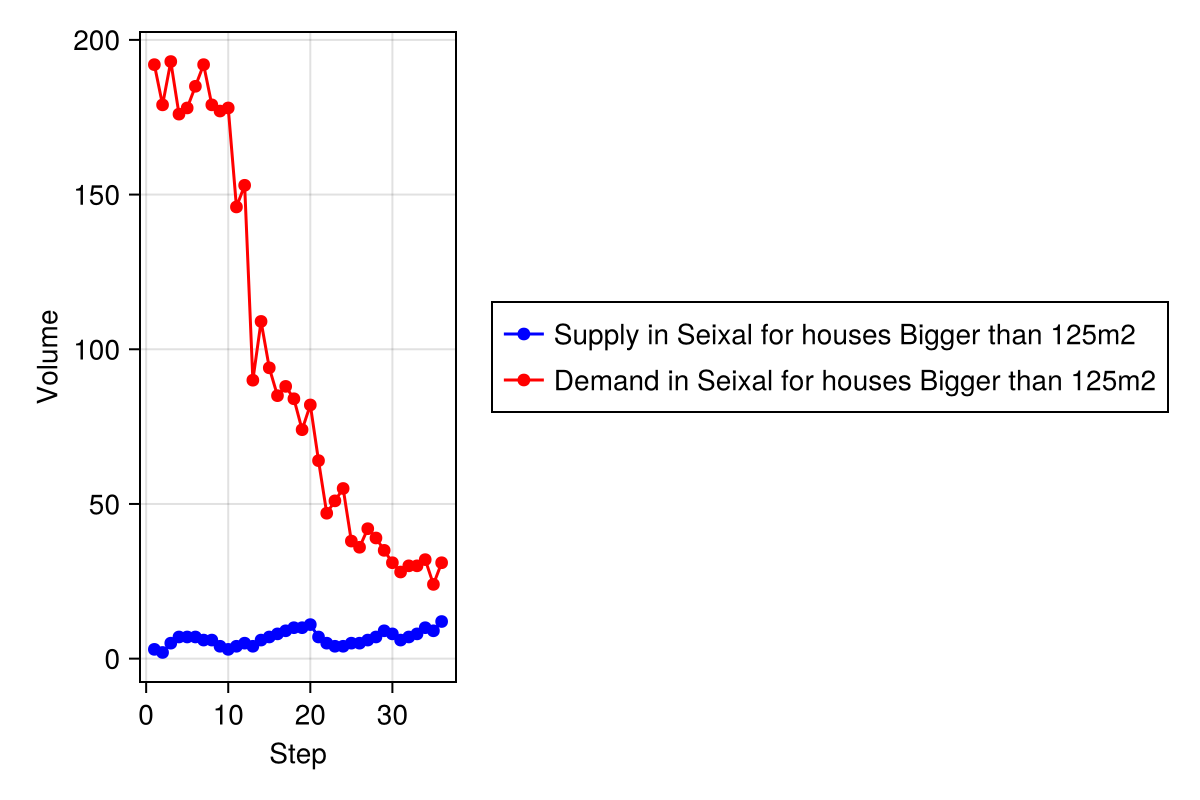 200
150
100
50
0
Volume
0 10 20 30
Step
Supply in Seixal for houses Bigger than 125m2
Demand in Seixal for houses Bigger than 125m2